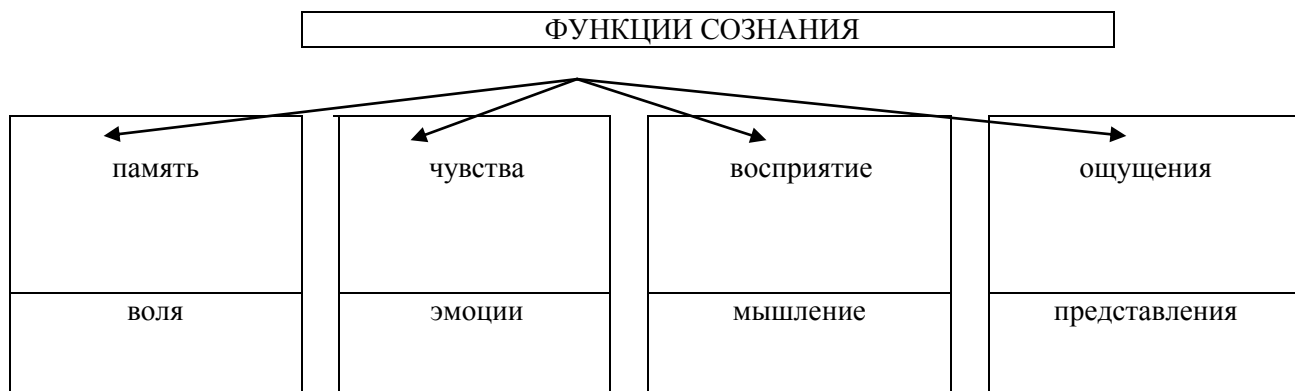 ФУНКЦИИ СОЗНАНИЯ
память чувства восприятие ощущения
воля эмоции мышление представления